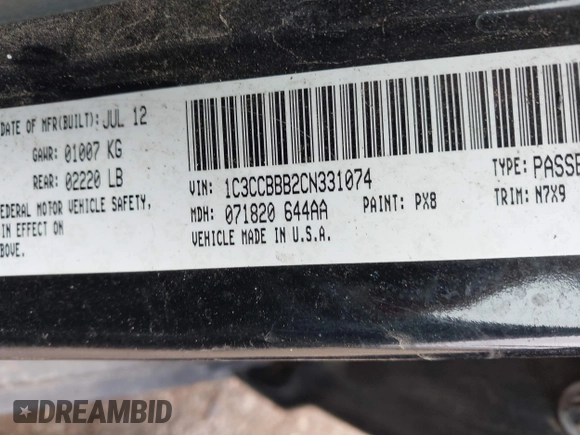 DATE OF MFR(BUILT): JUL 12
GAWR: 01007 KG
REAR: 02220 LB
EDERAL MOTOR VEHICLE SAFETY,
IN EFFECT ON
BOVE.
VIN: 1C3CCBBB2CN331074
TYPE: PASSE
MDH: 071820 644AA
PAINT: PX8
TRIM: N7X9
VEHICLE MADE IN U.S.A.
DREAMBID